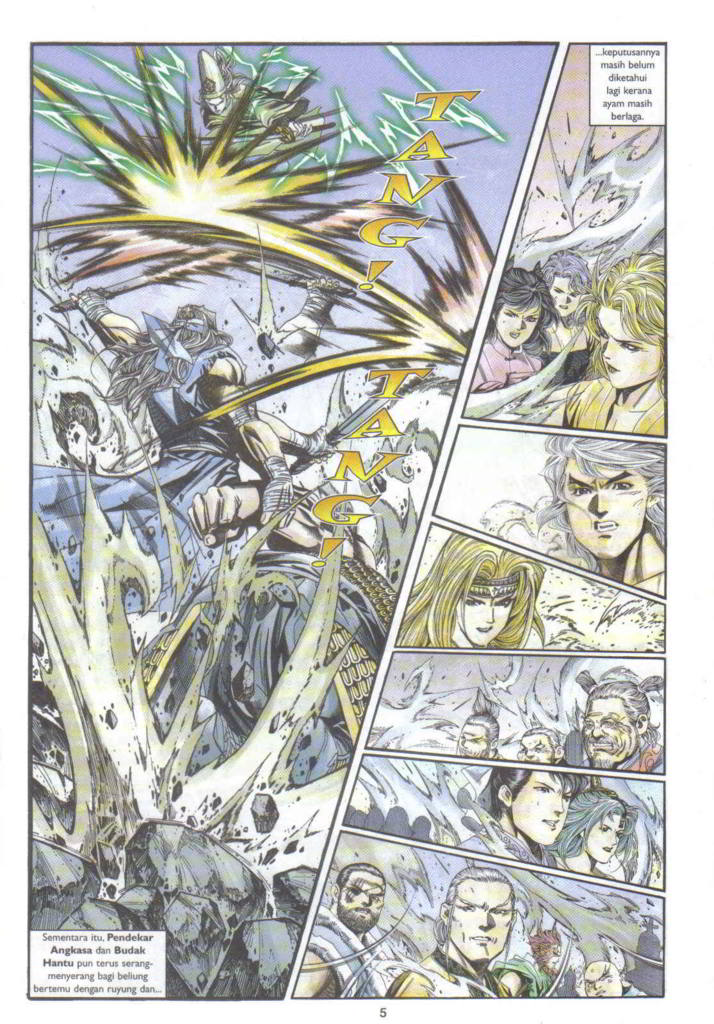 TANG!
TANG!
Sementara itu, Pendekar
Angkasa dan Budak
Hantu pun terus serang-
menyerang bagi beliung
bertemu dengan ruyung dan...
...keputusannya
masih belum
diketahui
lagi kerana
ayam masih
berlaga.
5